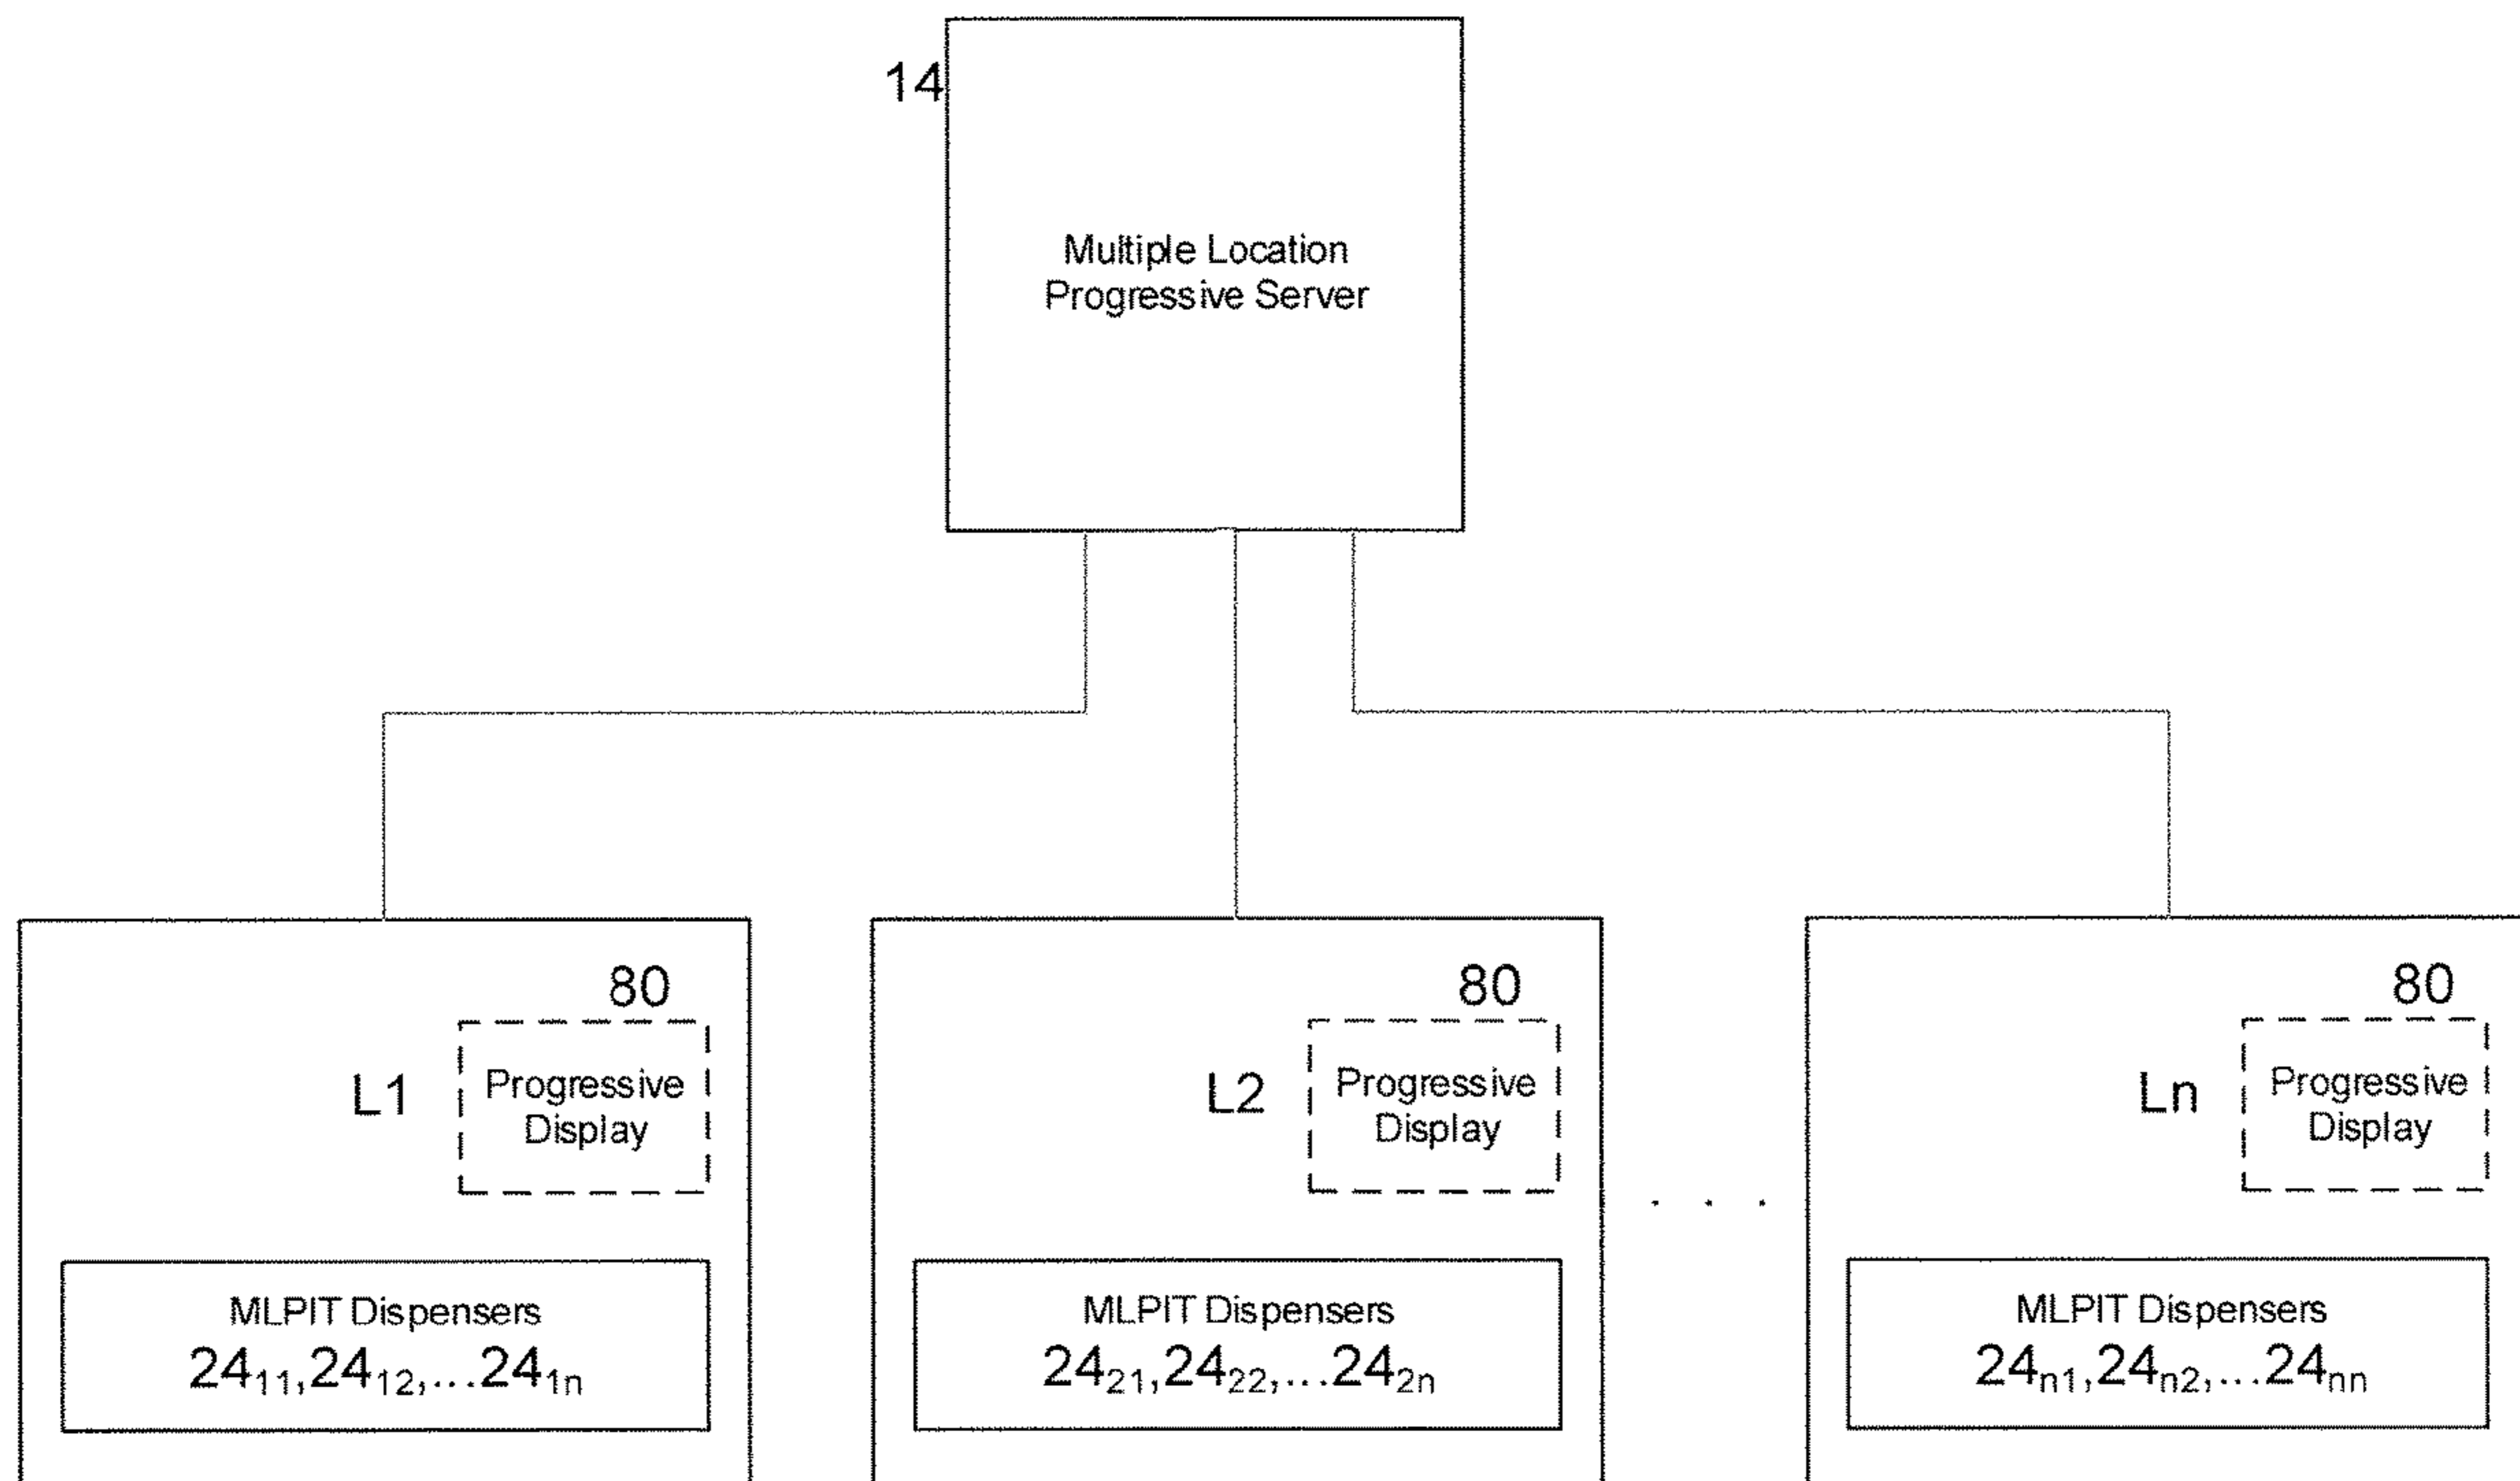 14
Multiple Location
Progressive Server
80
L1
Progressive
Display
MLPIT Dispensers
24₁₁,24₁₂,...24₁ₙ
80
L2
Progressive
Display
. . .
MLPIT Dispensers
24₂₁,24₂₂,...24₂ₙ
80
Ln
Progressive
Display
MLPIT Dispensers
24ₙ₁,24ₙ₂,...24ₙₙ